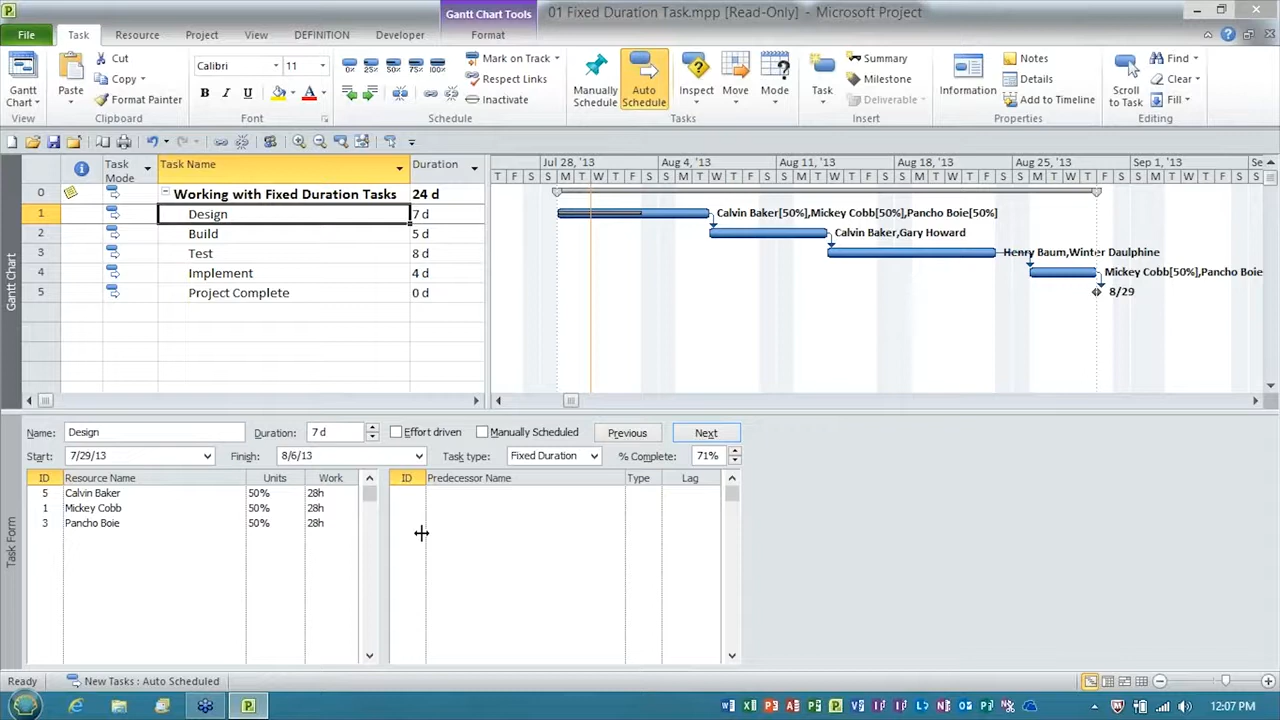 Gantt Chart Tools
01 Fixed Duration Task.mpp [Read-Only] - Microsoft Project
File Task Resource Project View DEFINITION Developer Format
Gantt Chart
View
Paste
Cut
Copy
Format Painter
Clipboard
Calibri 11
B I U A
Font
0% 25% 50% 75% 100%
Mark on Track
Respect Links
Inactivate
Schedule
Manually Schedule
Auto Schedule
Inspect
Move
Mode
Tasks
Task
Summary
Milestone
Deliverable
Insert
Information
Notes
Details
Add to Timeline
Properties
Scroll to Task
Find
Clear
Fill
Editing
Task Mode Task Name Duration
Jul 28, '13 Aug 4, '13 Aug 11, '13 Aug 18, '13 Aug 25, '13 Sep 1, '13 Se
T F S S M T W T F S S M T W T F S S M T W T F S S M T W T F S S M T W T F S S M T W T F S S
0 Working with Fixed Duration Tasks 24 d
1 Design 7 d Calvin Baker[50%],Mickey Cobb[50%],Pancho Boie[50%]
2 Build 5 d Calvin Baker,Gary Howard
3 Test 8 d Henry Baum,Winter Daulphine
4 Implement 4 d Mickey Cobb[50%],Pancho Boie
5 Project Complete 0 d 8/29
Gantt Chart
Name: Design Duration: 7 d Effort driven Manually Scheduled Previous Next
Start: 7/29/13 Finish: 8/6/13 Task type: Fixed Duration % Complete: 71%
ID Resource Name Units Work ID Predecessor Name Type Lag
5 Calvin Baker 50% 28h
1 Mickey Cobb 50% 28h
3 Pancho Boie 50% 28h
Task Form
Ready New Tasks : Auto Scheduled
12:07 PM